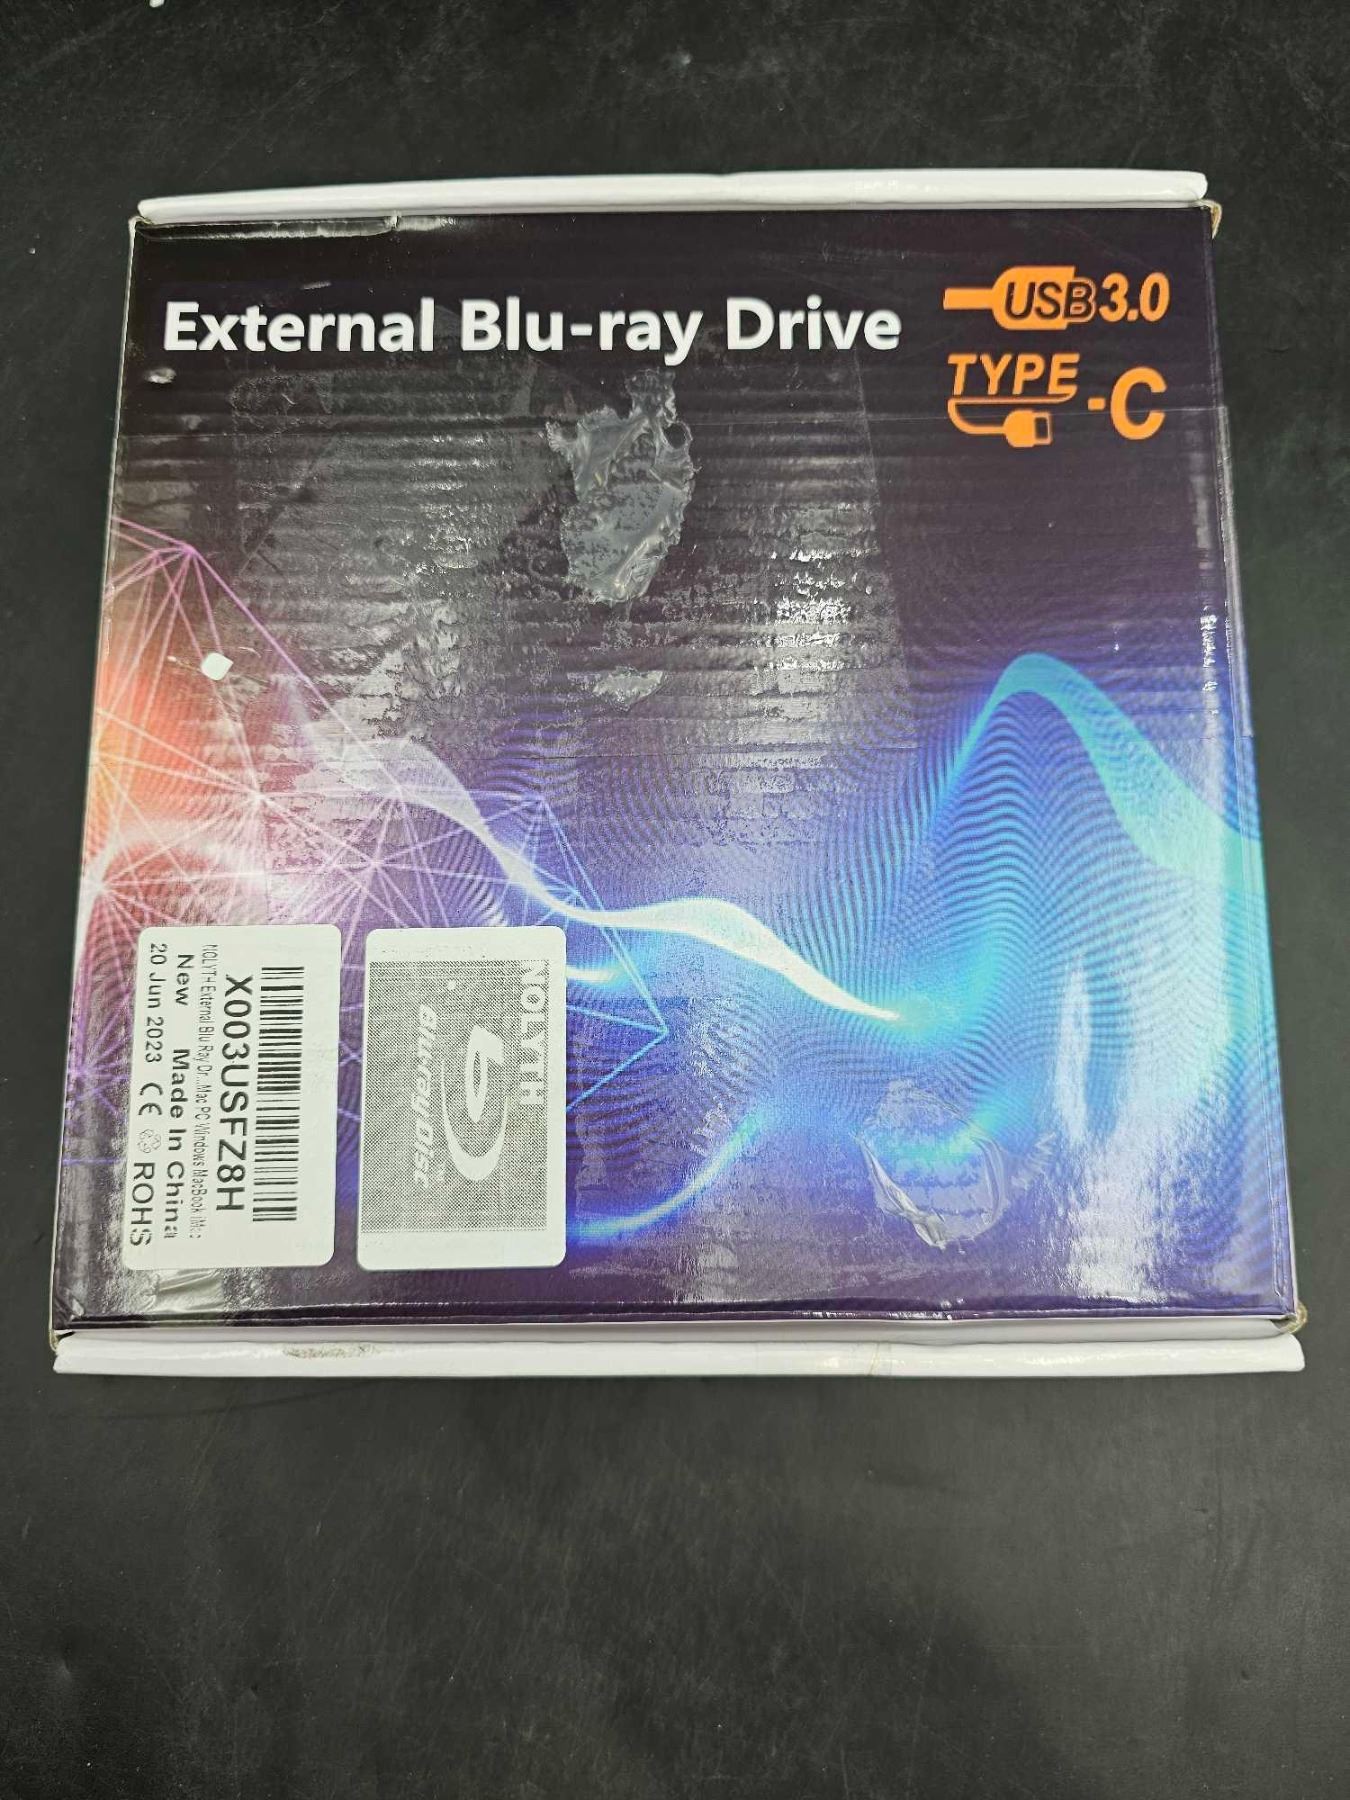 External Blu-ray Drive
USB 3.0
TYPE-C
NOLYTH
Blu-ray Disc
X003USFZ8H
NOLYTH External Blu Ray Dr...Mac PC Windows MacBook iMac
New Made In China
20 Jun 2023 CE ROHS